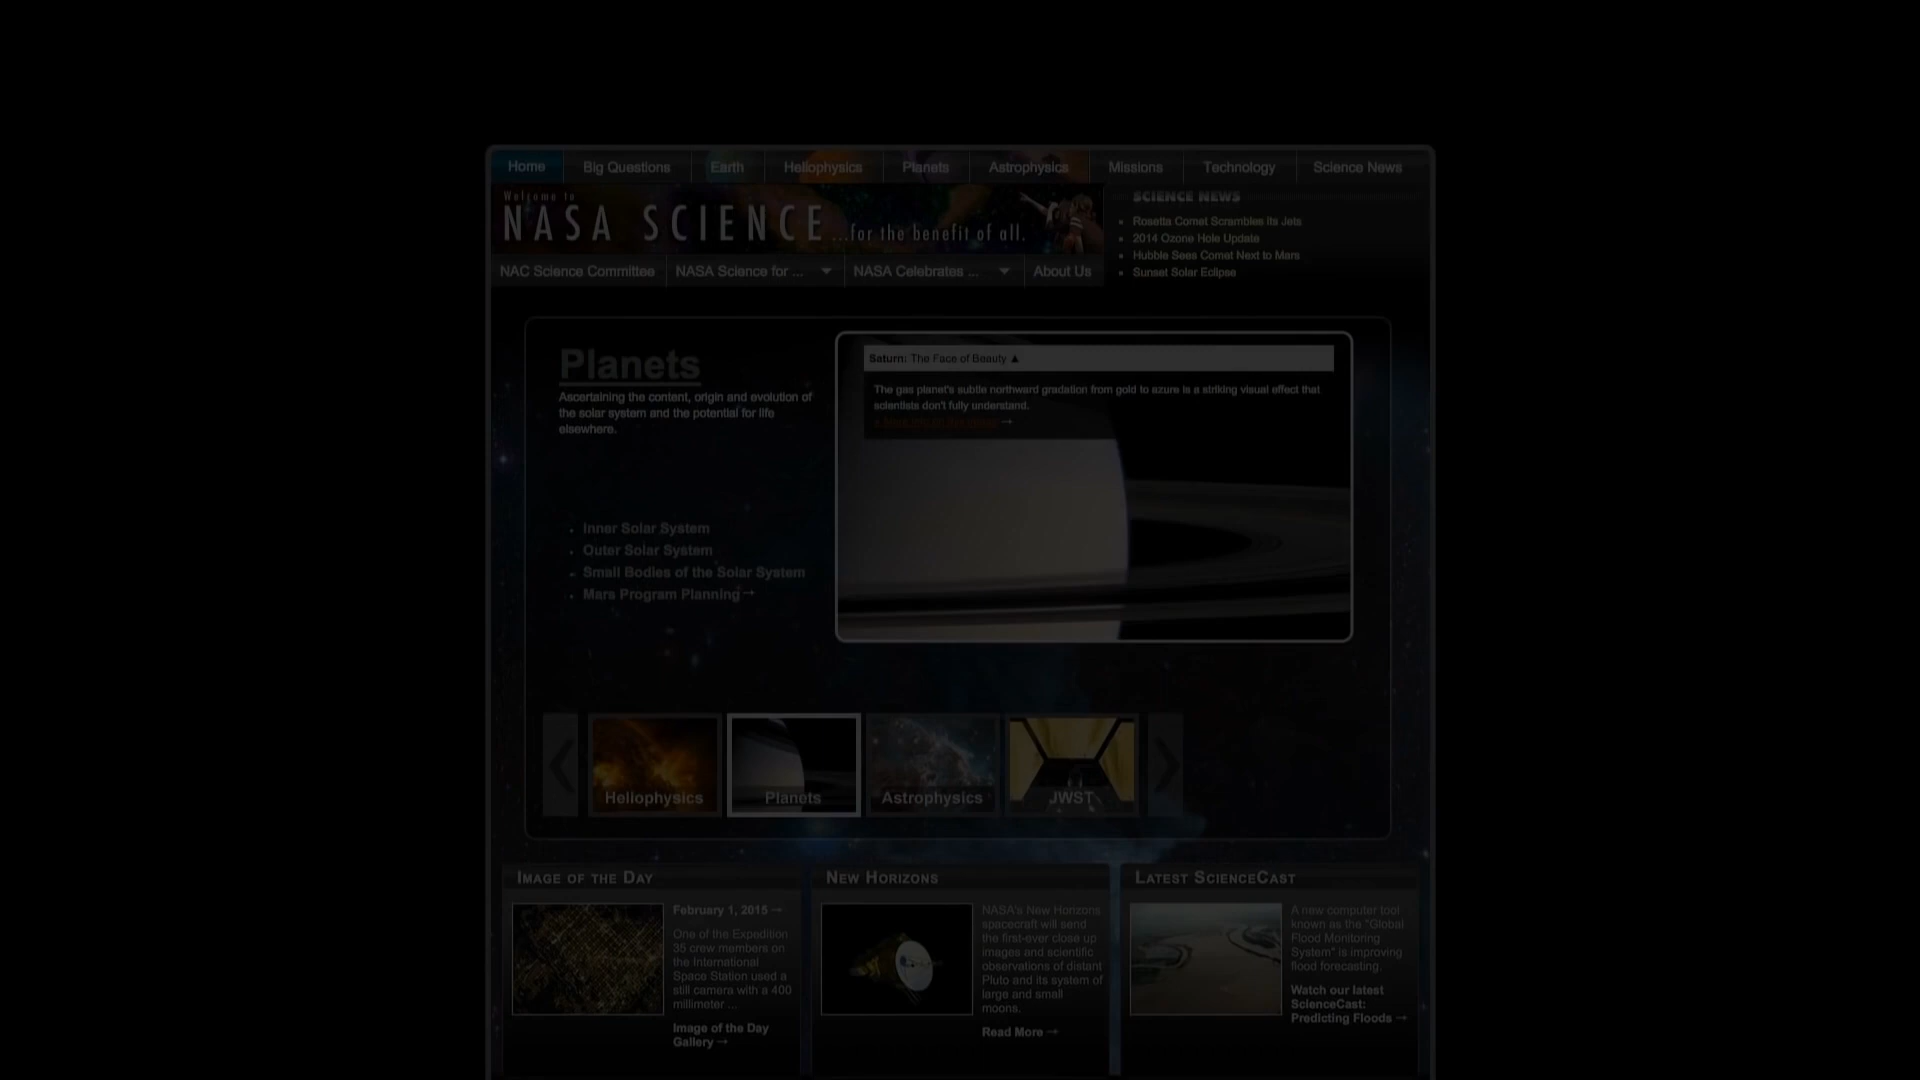 Home Big Questions Earth Heliophysics Planets Astrophysics Missions Technology Science News
Welcome to
NASA SCIENCE ...for the benefit of all.
SCIENCE NEWS
Rosetta Comet Scrambles its Jets
2014 Ozone Hole Update
Hubble Sees Comet Next to Mars
Sunset Solar Eclipse
NAC Science Committee NASA Science for ... NASA Celebrates ... About Us
Planets
Ascertaining the content, origin and evolution of
the solar system and the potential for life
elsewhere.
Inner Solar System
Outer Solar System
Small Bodies of the Solar System
Mars Program Planning
Saturn: The Face of Beauty
The gas planet's subtle northward gradation from gold to azure is a striking visual effect that
scientists don't fully understand.
Heliophysics Planets Astrophysics JWST
IMAGE OF THE DAY
February 1, 2015
One of the Expedition
35 crew members on
the International
Space Station used a
still camera with a 400
millimeter ...
Image of the Day
Gallery
NEW HORIZONS
NASA's New Horizons
spacecraft will send
the first-ever close up
images and scientific
observations of distant
Pluto and its system of
large and small
moons.
Read More
LATEST SCIENCECAST
A new computer tool
known as the "Global
Flood Monitoring
System" is improving
flood forecasting.
Watch our latest
ScienceCast:
Predicting Floods